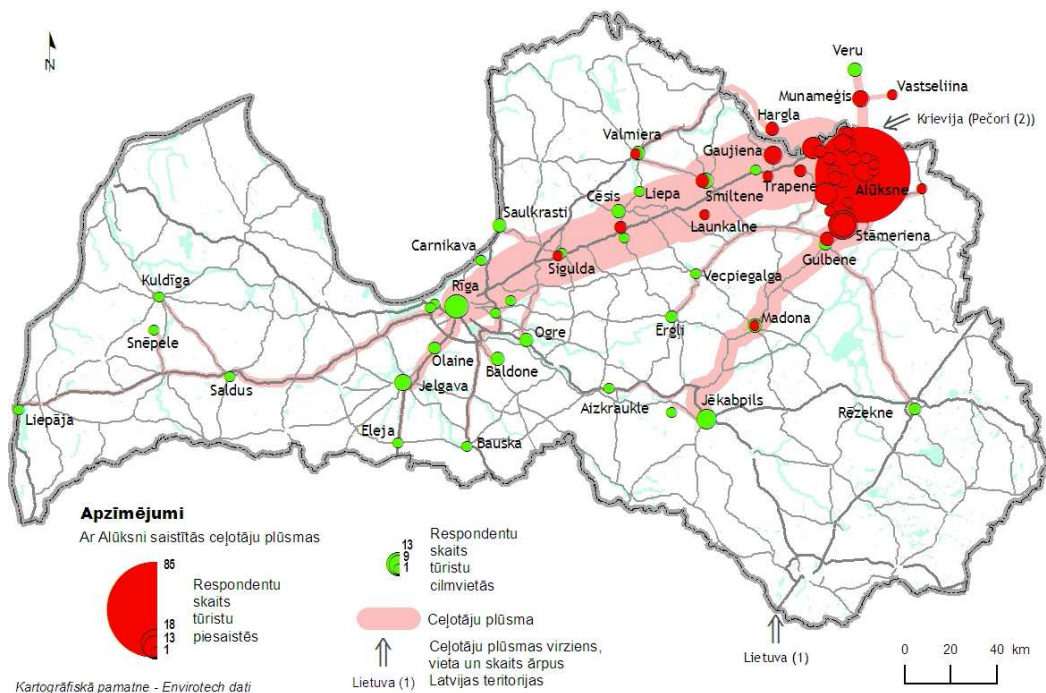 N
Veru
Munameģis
Vastseliina
Hargla
Krievija (Pečori (2))
Valmiera
Gaujiena
Smiltene
Trapene
Alūksne
Cēsis
Liepa
Saulkrasti
Launkalne
Stāmeriena
Carnikava
Sigulda
Gulbene
Kuldīga
Rīga
Vecpiegalga
Snēpele
Ogre
Ērgļi
Madona
Olaine
Baldone
Saldus
Jelgava
Aizkraukte
Jēkabpils
Rēzekne
Liepāja
Eleja
Bauska
Apzīmējumi
Ar Alūksni saistītās ceļotāju plūsmas
85
18
13
1
Respondentu
skaits
tūristu
piesaistēs
13
9
1
Respondentu
skaits
tūristu
cilmvietās
Ceļotāju plūsma
Ceļotāju plūsmas virziens,
vieta un skaits ārpus
Latvijas teritorijas
Lietuva (1)
Lietuva (1)
0 20 40 km
Kartogrāfiskā pamatne - Envirotech dati